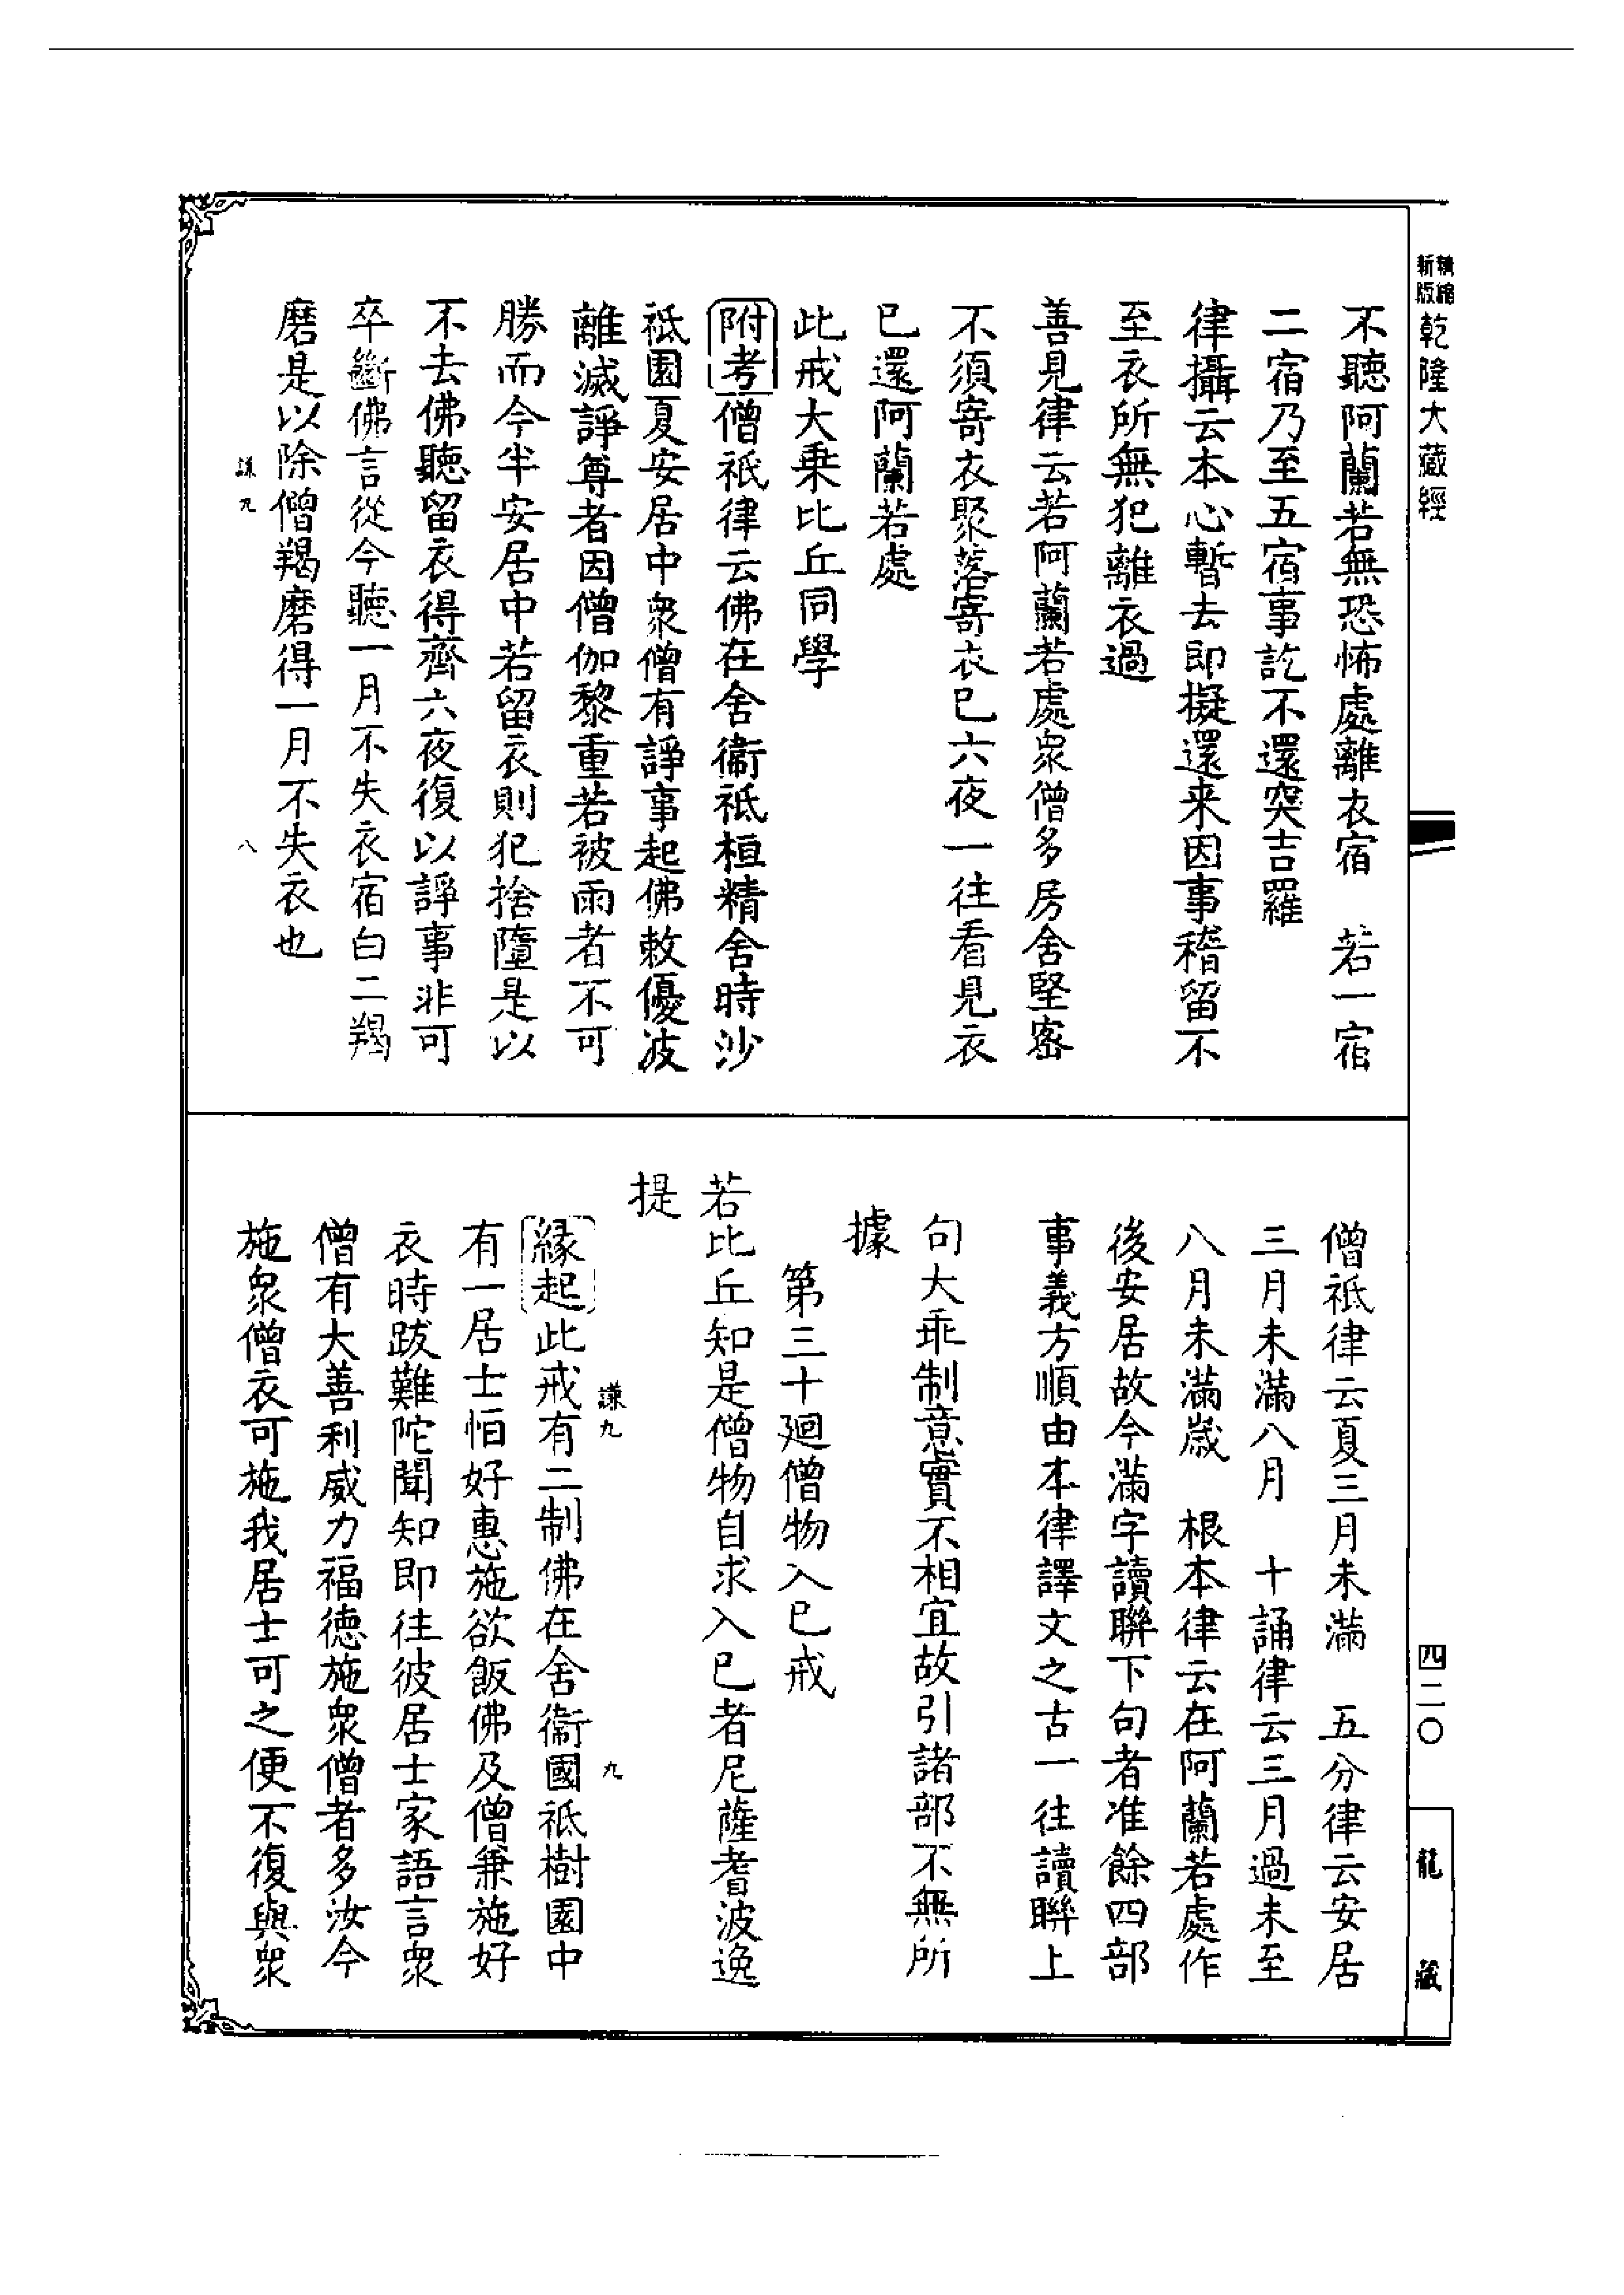 精縮
新版
乾隆大藏經
不聽阿蘭若無恐怖處離衣宿　若一宿
二宿乃至五宿事訖不還突吉羅
律攝云本心暫去即擬還来因事稽留不
至衣所無犯離衣過
善見律云若阿蘭若處眾僧多房舍堅密
不須寄衣聚落寄衣已六夜一往看見衣
已還阿蘭若處
此戒大乗比丘同學
附考僧祇律云佛在舍衞祇桓精舍時沙
祇園夏安居中眾僧有諍事起佛敕優波
離滅諍尊者因僧伽黎重若被雨者不可
勝而今半安居中若留衣則犯捨墮是以
不去佛聽留衣得齊六夜復以諍事非可
卒斷佛言從今聽一月不失衣宿白二羯
磨是以除僧羯磨得一月不失衣也
謙九
八
僧祇律云夏三月未滿　五分律云安居
三月未滿八月　十誦律云三月過未至
八月未滿歲　根本律云在阿蘭若處作
後安居故今滿字讀聯下句者准餘四部
事義方順由本律譯文之古一往讀聯上
句大乖制意實不相宜故引諸部不無所
據
第三十廻僧物入已戒
若比丘知是僧物自求入已者尼薩耆波逸
提
謙九
九
緣起此戒有二制佛在舍衞國祇樹園中
有一居士怕好惠施欲飯佛及僧兼施好
衣時跋難陀聞知即往彼居士家語言眾
僧有大善利威力福德施眾僧者多汝今
施眾僧衣可施我居士可之便不復與眾
四二〇
龍藏